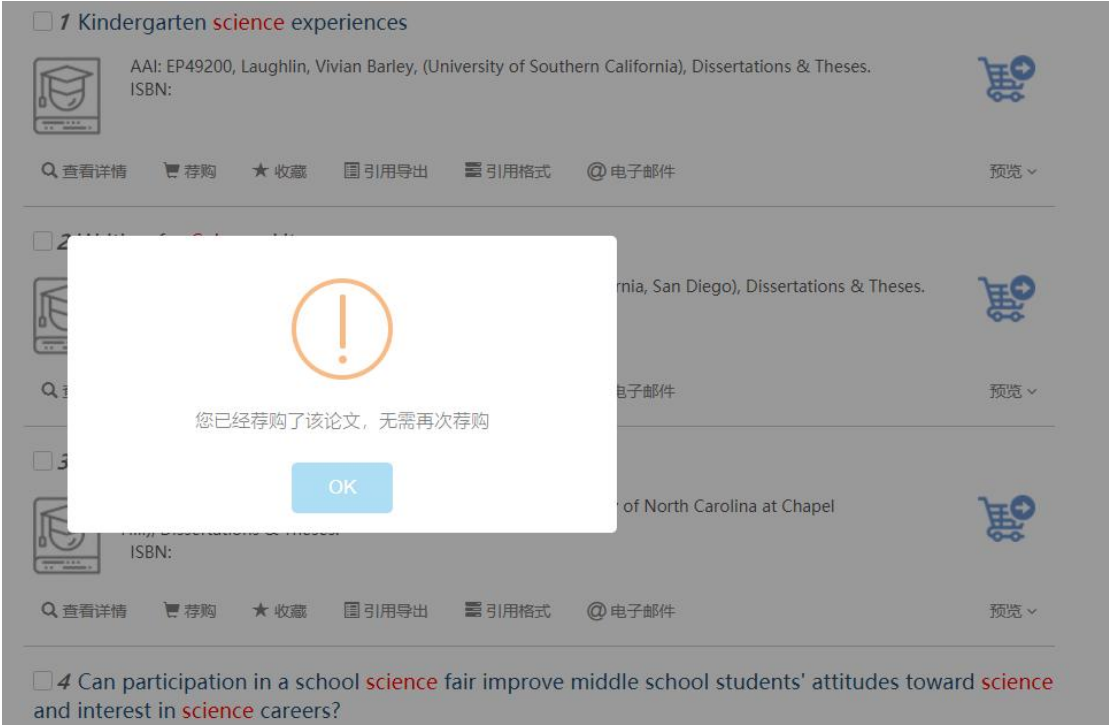 1 Kindergarten science experiences
AAI: EP49200, Laughlin, Vivian Barley, (University of Southern California), Dissertations & Theses.
ISBN:
查看详情 荐购 收藏 引用导出 引用格式 @电子邮件 预览
2
rnia, San Diego), Dissertations & Theses.
电子邮件 预览
您已经荐购了该论文，无需再次荐购
OK
3
of North Carolina at Chapel
ISBN:
查看详情 荐购 收藏 引用导出 引用格式 @电子邮件 预览
4 Can participation in a school science fair improve middle school students' attitudes toward science
and interest in science careers?